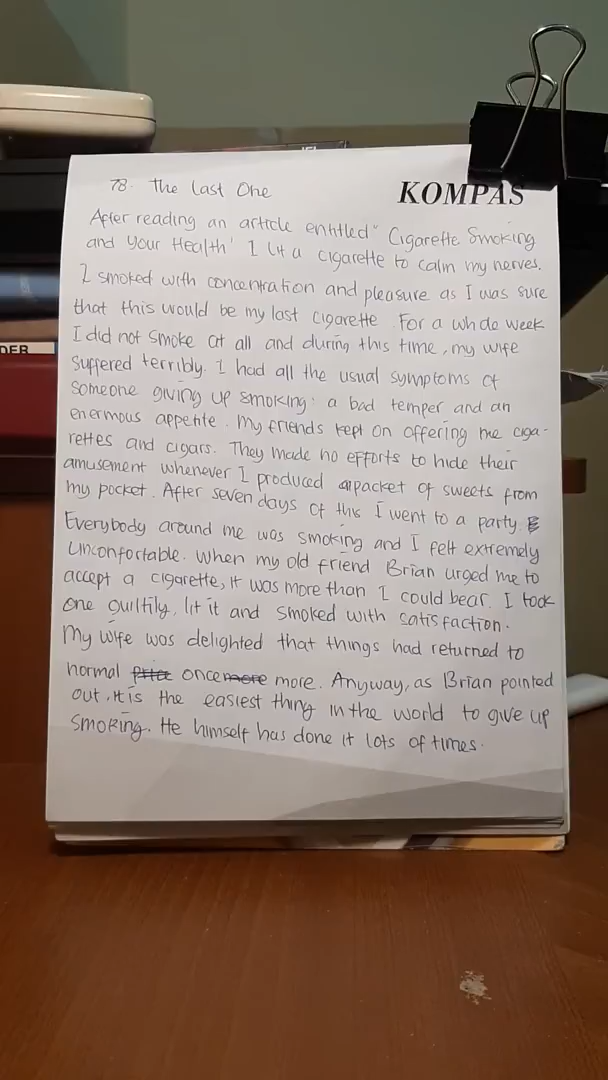 78. The Last One
KOMPAS
After reading an article entitled "Cigarette Smoking
and Your Health' I lit a cigarette to calm my nerves.
I smoked with concentration and pleasure as I was sure
that this would be my last cigarette. For a whole week
I did not smoke at all and during this time, my wife
suffered terribly. I had all the usual symptoms of
someone giving up smoking: a bad temper and an
enermous appetite. My friends kept on offering me ciga-
rettes and cigars. They made no efforts to hide their
amusement whenever I produced a packet of sweets from
my pocket. After seven days of this I went to a party.
Everybody around me was smoking and I felt extremely
Unconfortable. When my old friend Brian urged me to
accept a cigarette, it was more than I could bear. I took
one guiltily, lit it and smoked with satisfaction.
My wife was delighted that things had returned to
normal once more more. Anyway, as Brian pointed
out, it is the easiest thing in the world to give up
smoking. He himself has done it lots of times.
DER